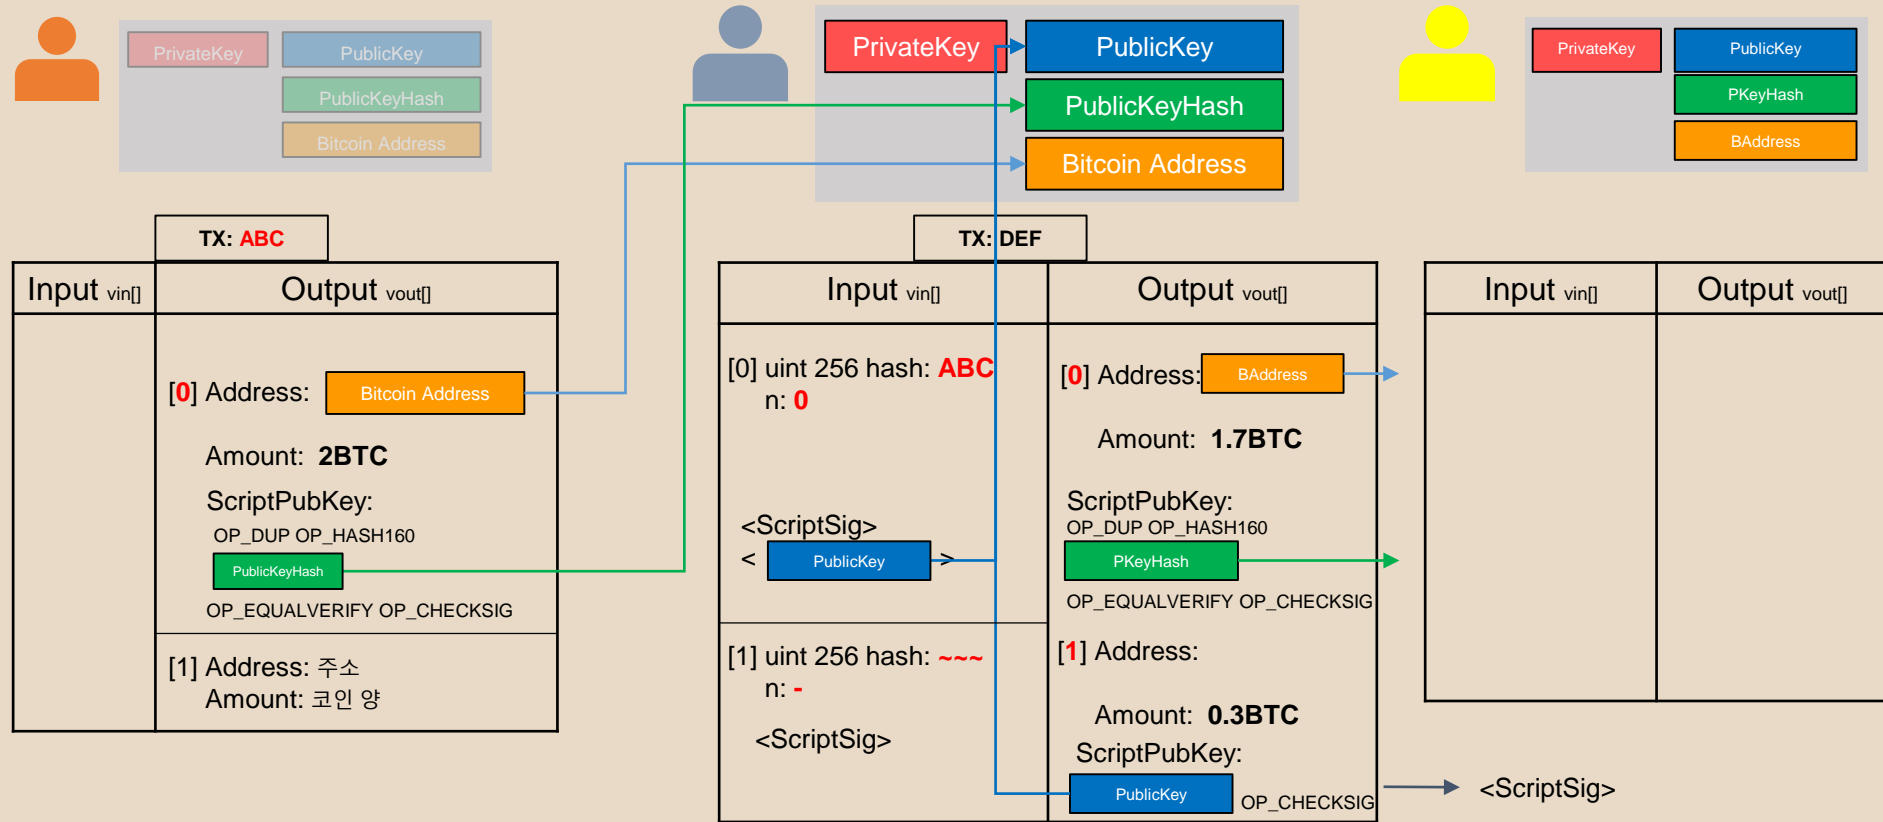 PrivateKey
PublicKey
PublicKeyHash
Bitcoin Address
PrivateKey
PublicKey
PublicKeyHash
Bitcoin Address
PrivateKey
PublicKey
PKeyHash
BAddress
TX: ABC
Input vin[]
Output vout[]
[0] Address:
Bitcoin Address
Amount: 2BTC
ScriptPubKey:
OP_DUP OP_HASH160
PublicKeyHash
OP_EQUALVERIFY OP_CHECKSIG
[1] Address: 주소
Amount: 코인 양
TX: DEF
Input vin[]
Output vout[]
[0] uint 256 hash: ABC
n: 0
<ScriptSig>
< PublicKey >
[1] uint 256 hash: ~~~
n: -
<ScriptSig>
[0] Address: BAddress
Amount: 1.7BTC
ScriptPubKey:
OP_DUP OP_HASH160
PKeyHash
OP_EQUALVERIFY OP_CHECKSIG
[1] Address:
Amount: 0.3BTC
ScriptPubKey:
PublicKey OP_CHECKSIG
<ScriptSig>
Input vin[]
Output vout[]